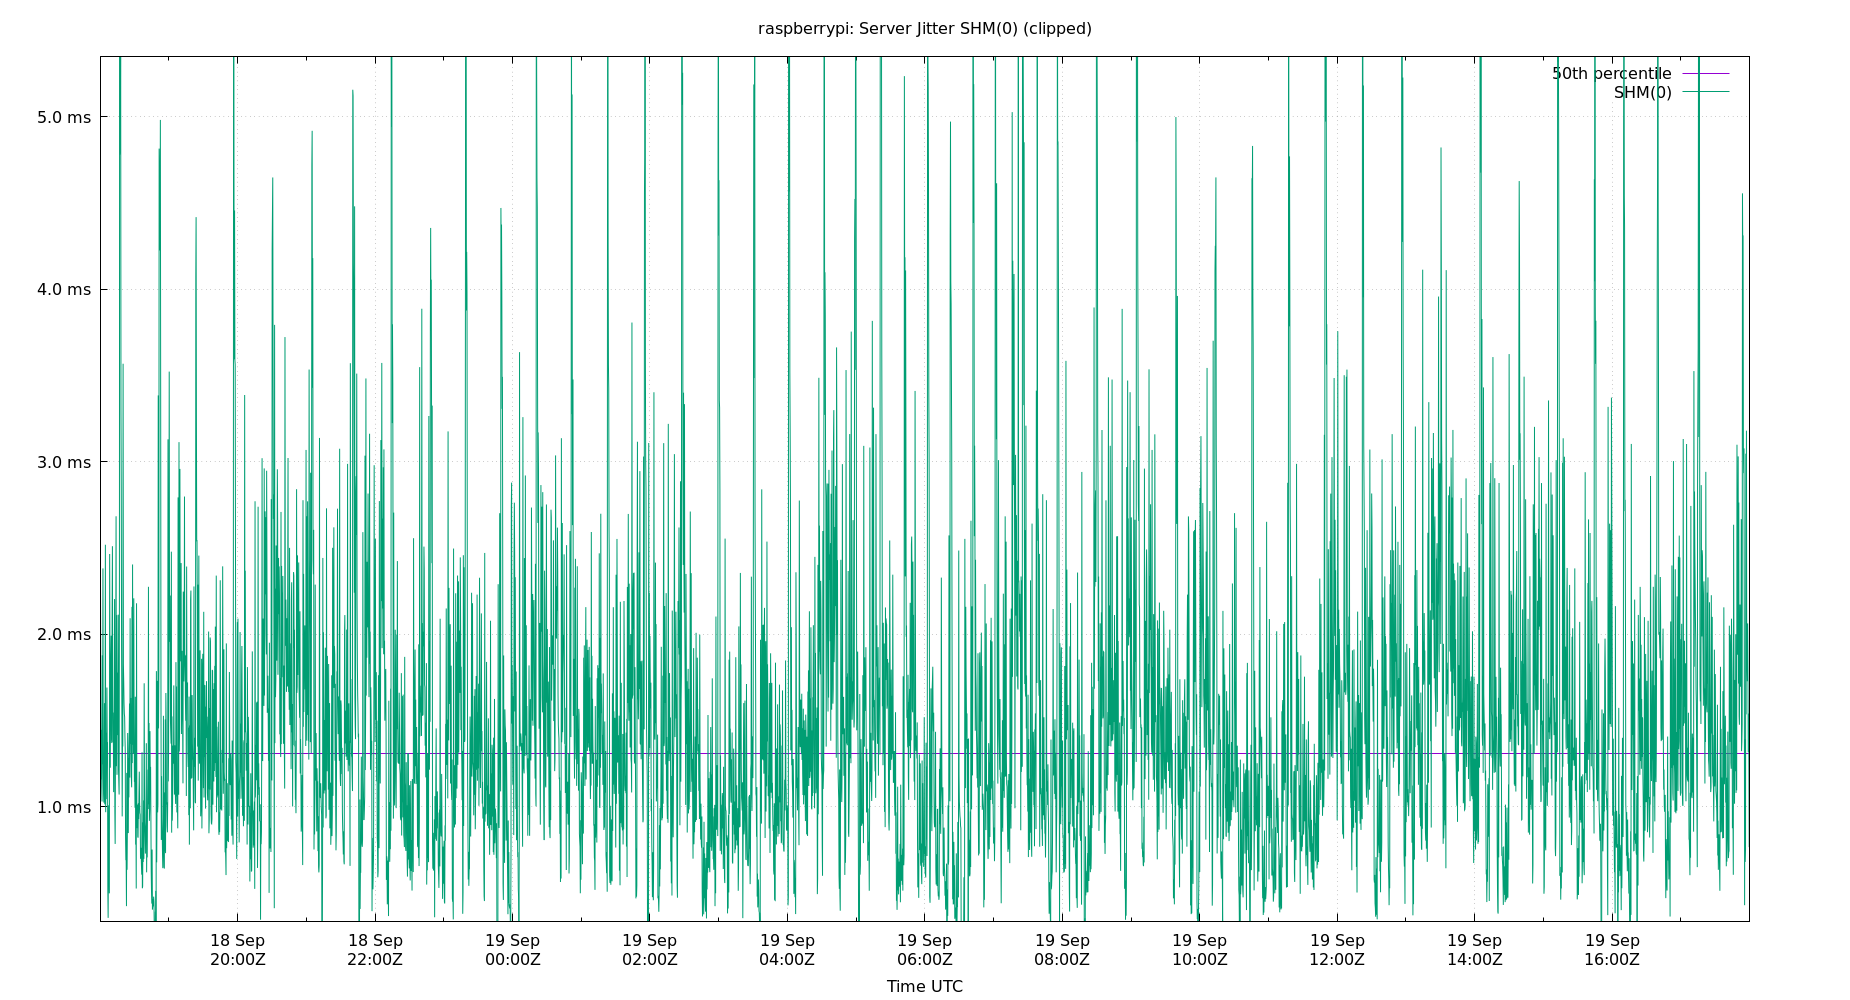 raspberrypi: Server Jitter SHM(0) (clipped)
50th percentile
SHM(0)
5.0 ms
4.0 ms
3.0 ms
2.0 ms
1.0 ms
18 Sep 18 Sep 19 Sep 19 Sep 19 Sep 19 Sep 19 Sep 19 Sep 19 Sep 19 Sep 19 Sep
20:00Z 22:00Z 00:00Z 02:00Z 04:00Z 06:00Z 08:00Z 10:00Z 12:00Z 14:00Z 16:00Z
Time UTC